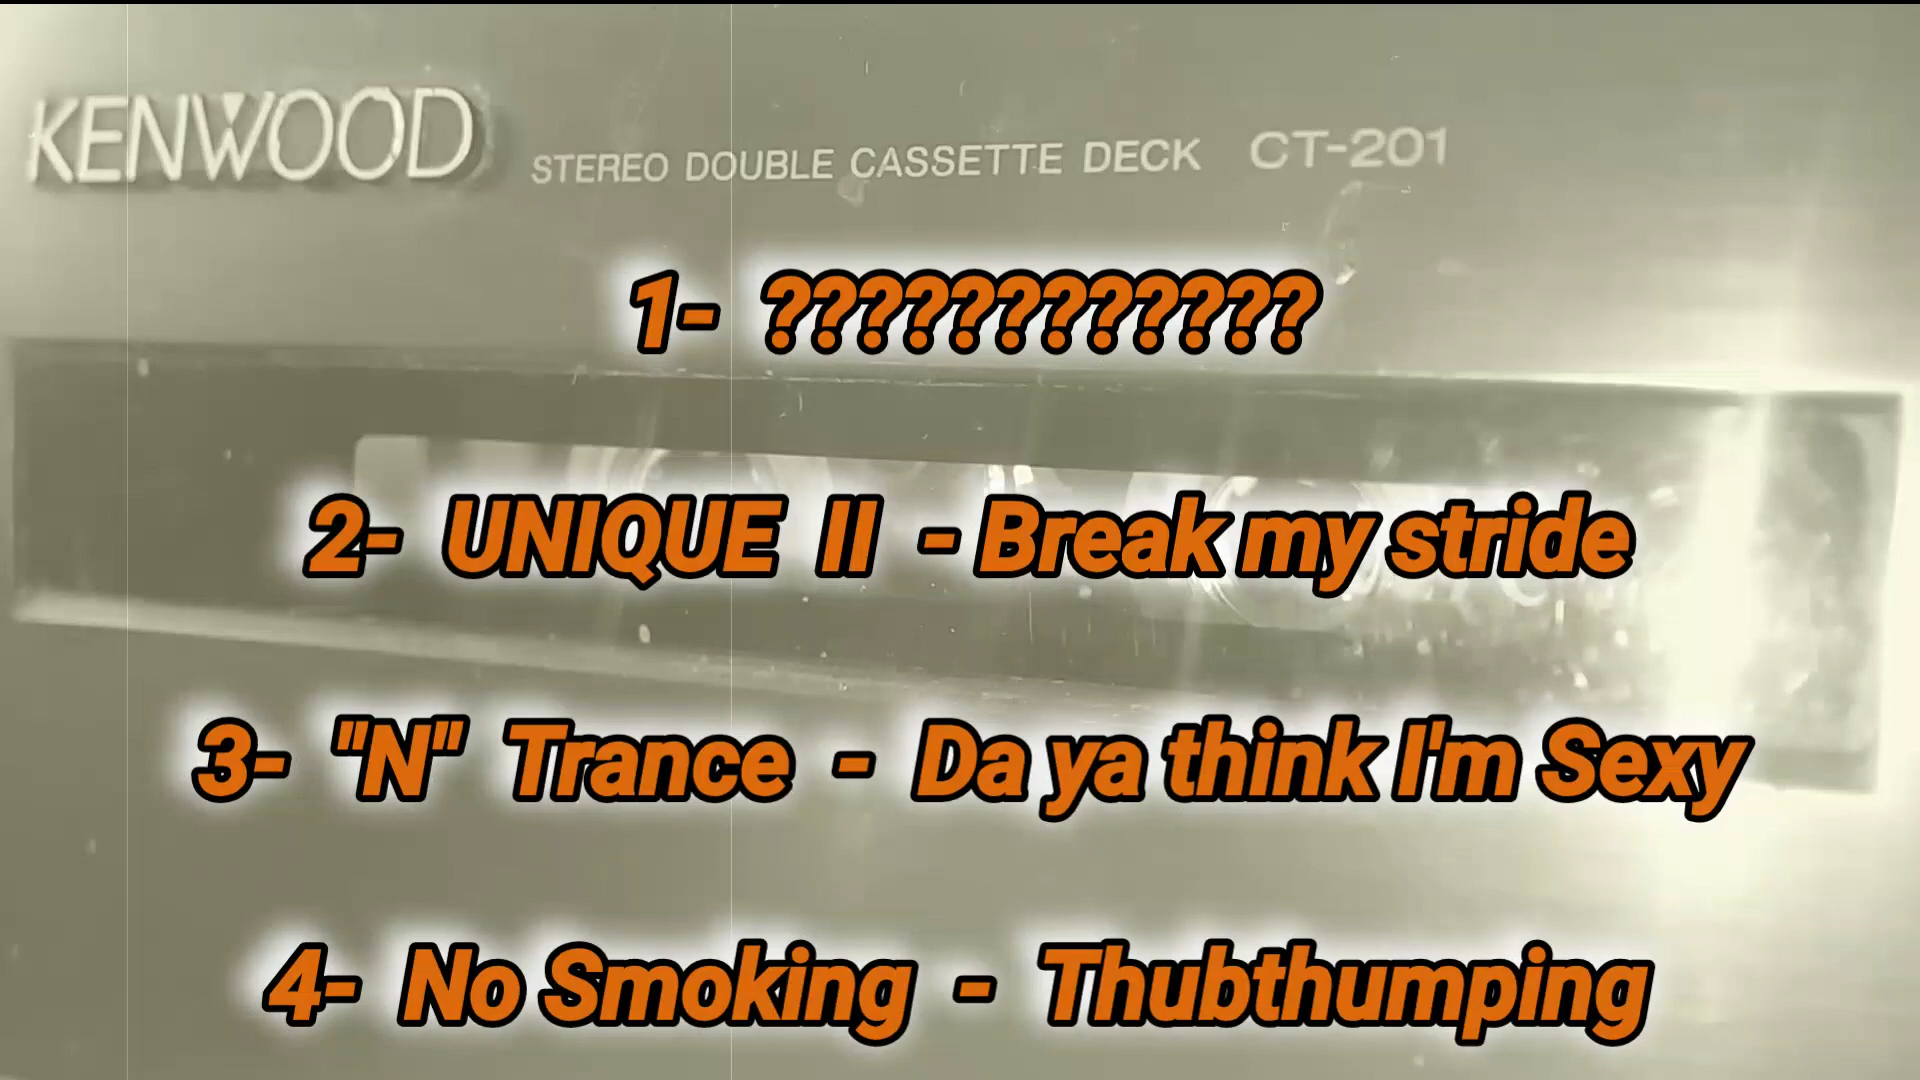 KENWOOD STEREO DOUBLE CASSETTE DECK CT-201
1- ????????????
2- UNIQUE II - Break my stride
3- "N" Trance - Da ya think I'm Sexy
4- No Smoking - Thubthumping